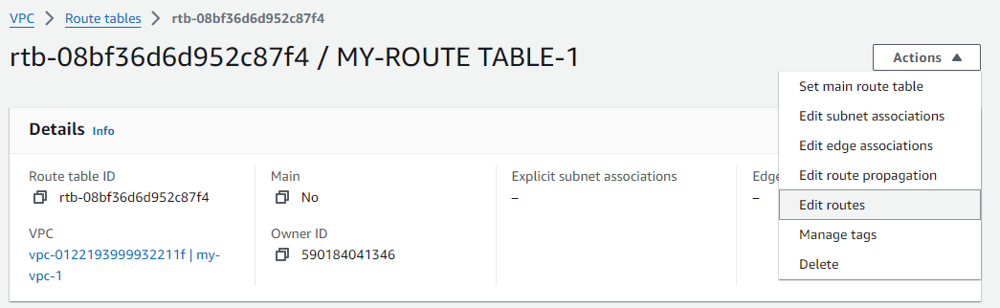 VPC > Route tables > rtb-08bf36d6d952c87f4
rtb-08bf36d6d952c87f4 / MY-ROUTE TABLE-1
Actions
Set main route table
Edit subnet associations
Edit edge associations
Edit route propagation
Edit routes
Manage tags
Delete
Details Info
Route table ID
rtb-08bf36d6d952c87f4
Main
No
Explicit subnet associations
–
Edge
–
VPC
vpc-0122193999932211f | my-
vpc-1
Owner ID
590184041346